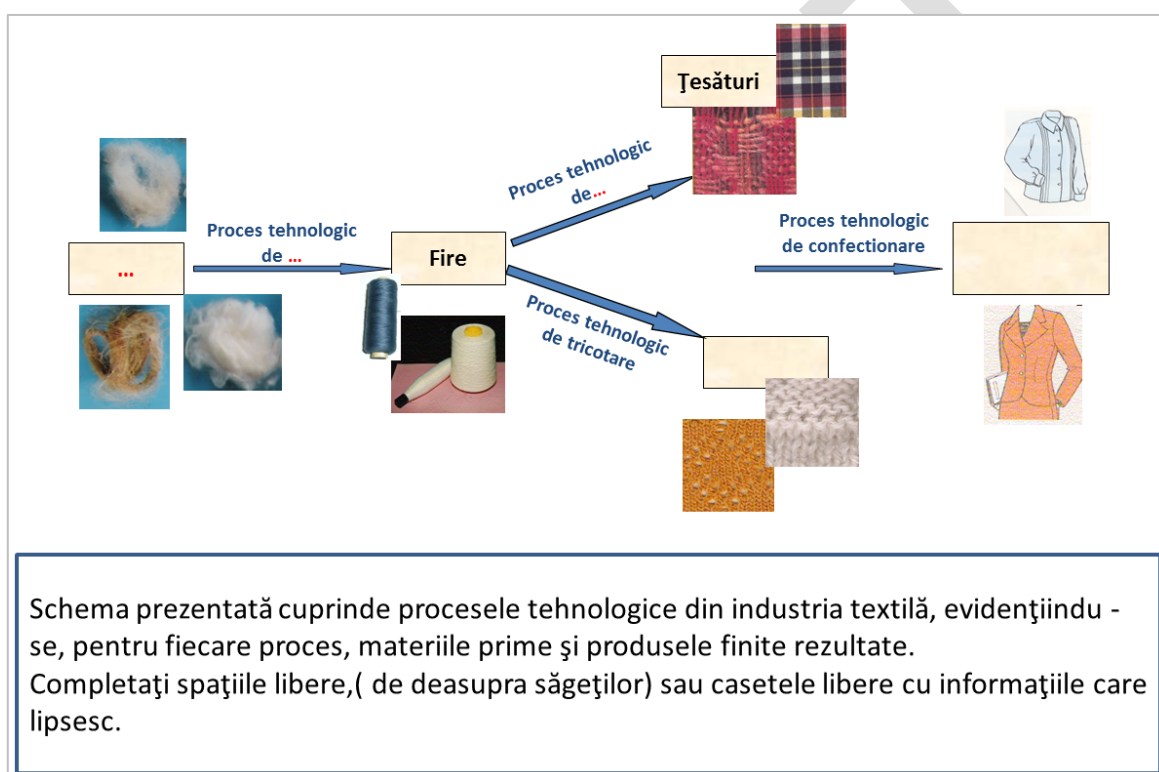 Ţesături
Proces tehnologic
de...
Proces tehnologic
de ...
...
Fire
Proces tehnologic
de tricotare
Proces tehnologic
de confectionare
Schema prezentată cuprinde procesele tehnologice din industria textilă, evidenţiindu -
se, pentru fiecare proces, materiile prime şi produsele finite rezultate.
Completaţi spaţiile libere,( de deasupra săgeţilor) sau casetele libere cu informaţiile care
lipsesc.